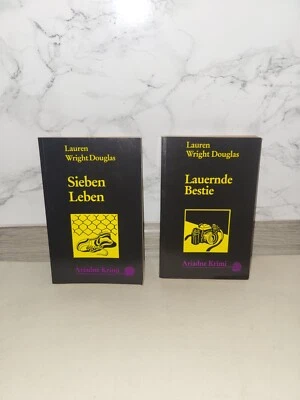 Lauren
Wright Douglas
Sieben
Leben
Ariadne Krimi
Lauren
Wright Douglas
Lauernde
Bestie
Ariadne Krimi